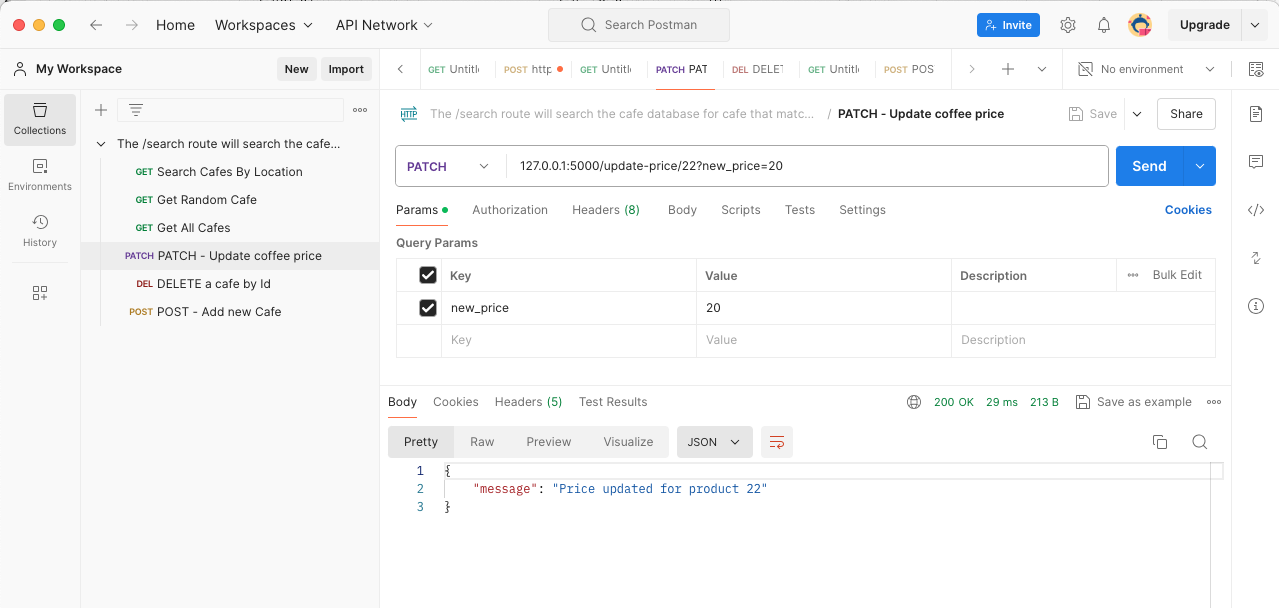 Home
Workspaces
API Network
Search Postman
Invite
Upgrade
My Workspace
New
Import
GET Untitl
POST http
GET Untitl
PATCH PAT
DEL DELET
GET Untitl
POST POS
No environment
Collections
Environments
History
The /search route will search the cafe...
GET Search Cafes By Location
GET Get Random Cafe
GET Get All Cafes
PATCH PATCH - Update coffee price
DEL DELETE a cafe by Id
POST POST - Add new Cafe
HTTP The /search route will search the cafe database for cafe that matc... / PATCH - Update coffee price
Save
Share
PATCH
127.0.0.1:5000/update-price/22?new_price=20
Send
Params Authorization Headers (8) Body Scripts Tests Settings
Cookies
Query Params
Key Value Description Bulk Edit
new_price 20
Key Value Description
Body Cookies Headers (5) Test Results
200 OK 29 ms 213 B Save as example
Pretty Raw Preview Visualize JSON
1 {
2 "message": "Price updated for product 22"
3 }